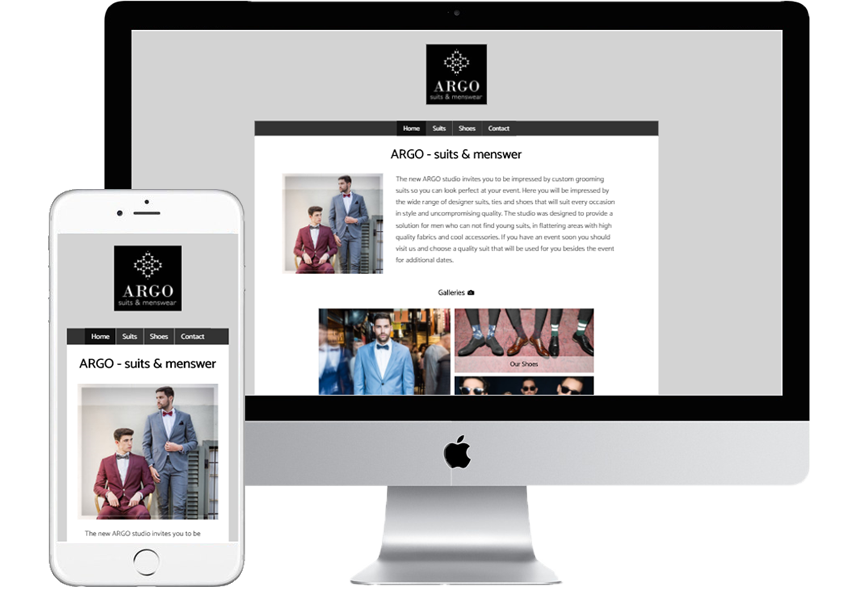 ARGO
suits & menswear
Home Suits Shoes Contact
ARGO - suits & menswer
The new ARGO studio invites you to be impressed by custom grooming
suits so you can look perfect at your event. Here you will be impressed by
the wide range of designer suits, ties and shoes that will suit every occasion
in style and uncompromising quality. The studio was designed to provide a
solution for men who can not find young suits, in flattering areas with high
quality fabrics and cool accessories. If you have an event soon you should
visit us and choose a quality suit that will be used for you besides the event
for additional dates.
Galleries
Our Shoes
ARGO
suits & menswear
Home Suits Shoes Contact
ARGO - suits & menswer
The new ARGO studio invites you to be